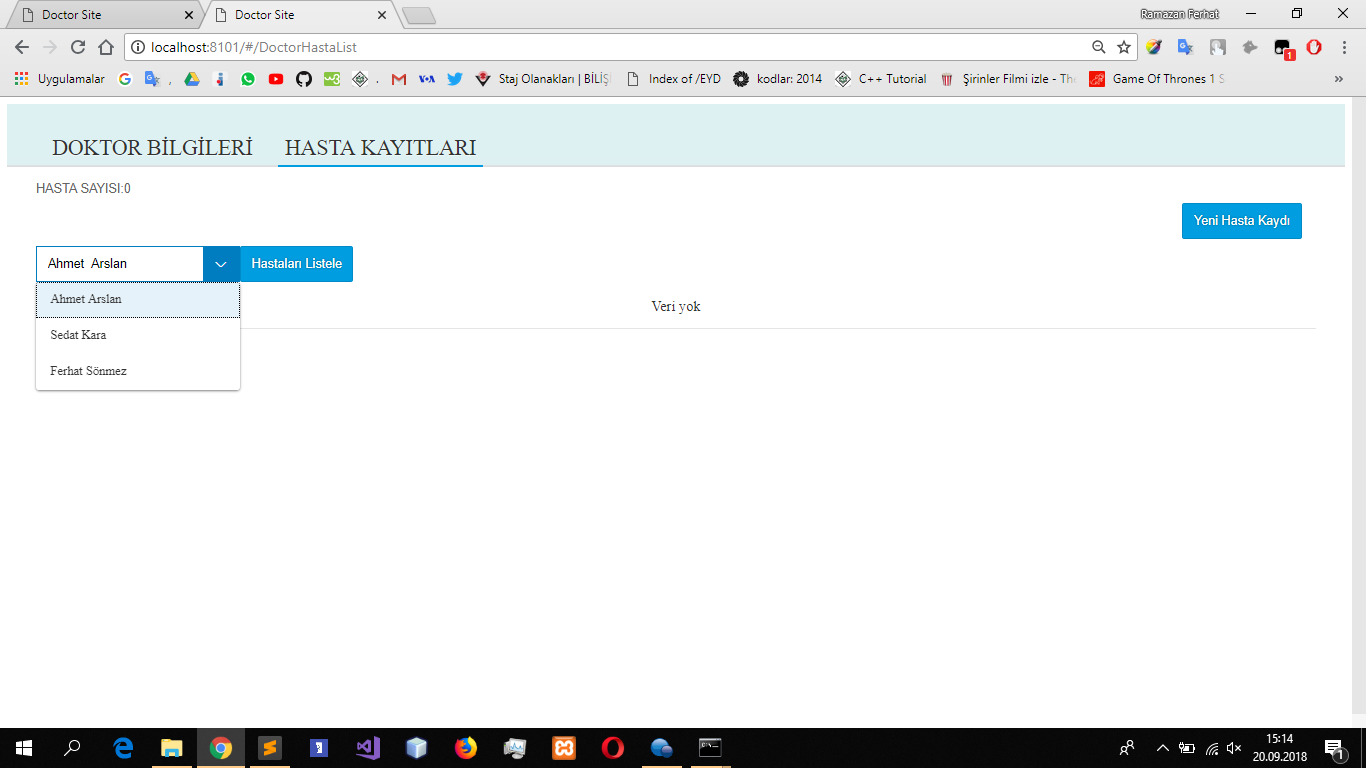 Doctor Site
Doctor Site
Ramazan Ferhat
localhost:8101/#/DoctorHastaList
1
Uygulamalar
,
.
Staj Olanakları | BİLİŞ
Index of /EYD
kodlar: 2014
C++ Tutorial
Şirinler Filmi izle - The
Game Of Thrones 1 S
»
DOKTOR BİLGİLERİ
HASTA KAYITLARI
HASTA SAYISI:0
Yeni Hasta Kaydı
Ahmet  Arslan
Hastaları Listele
Ahmet Arslan
Veri yok
Sedat Kara
Ferhat Sönmez
15:14
20.09.2018
1